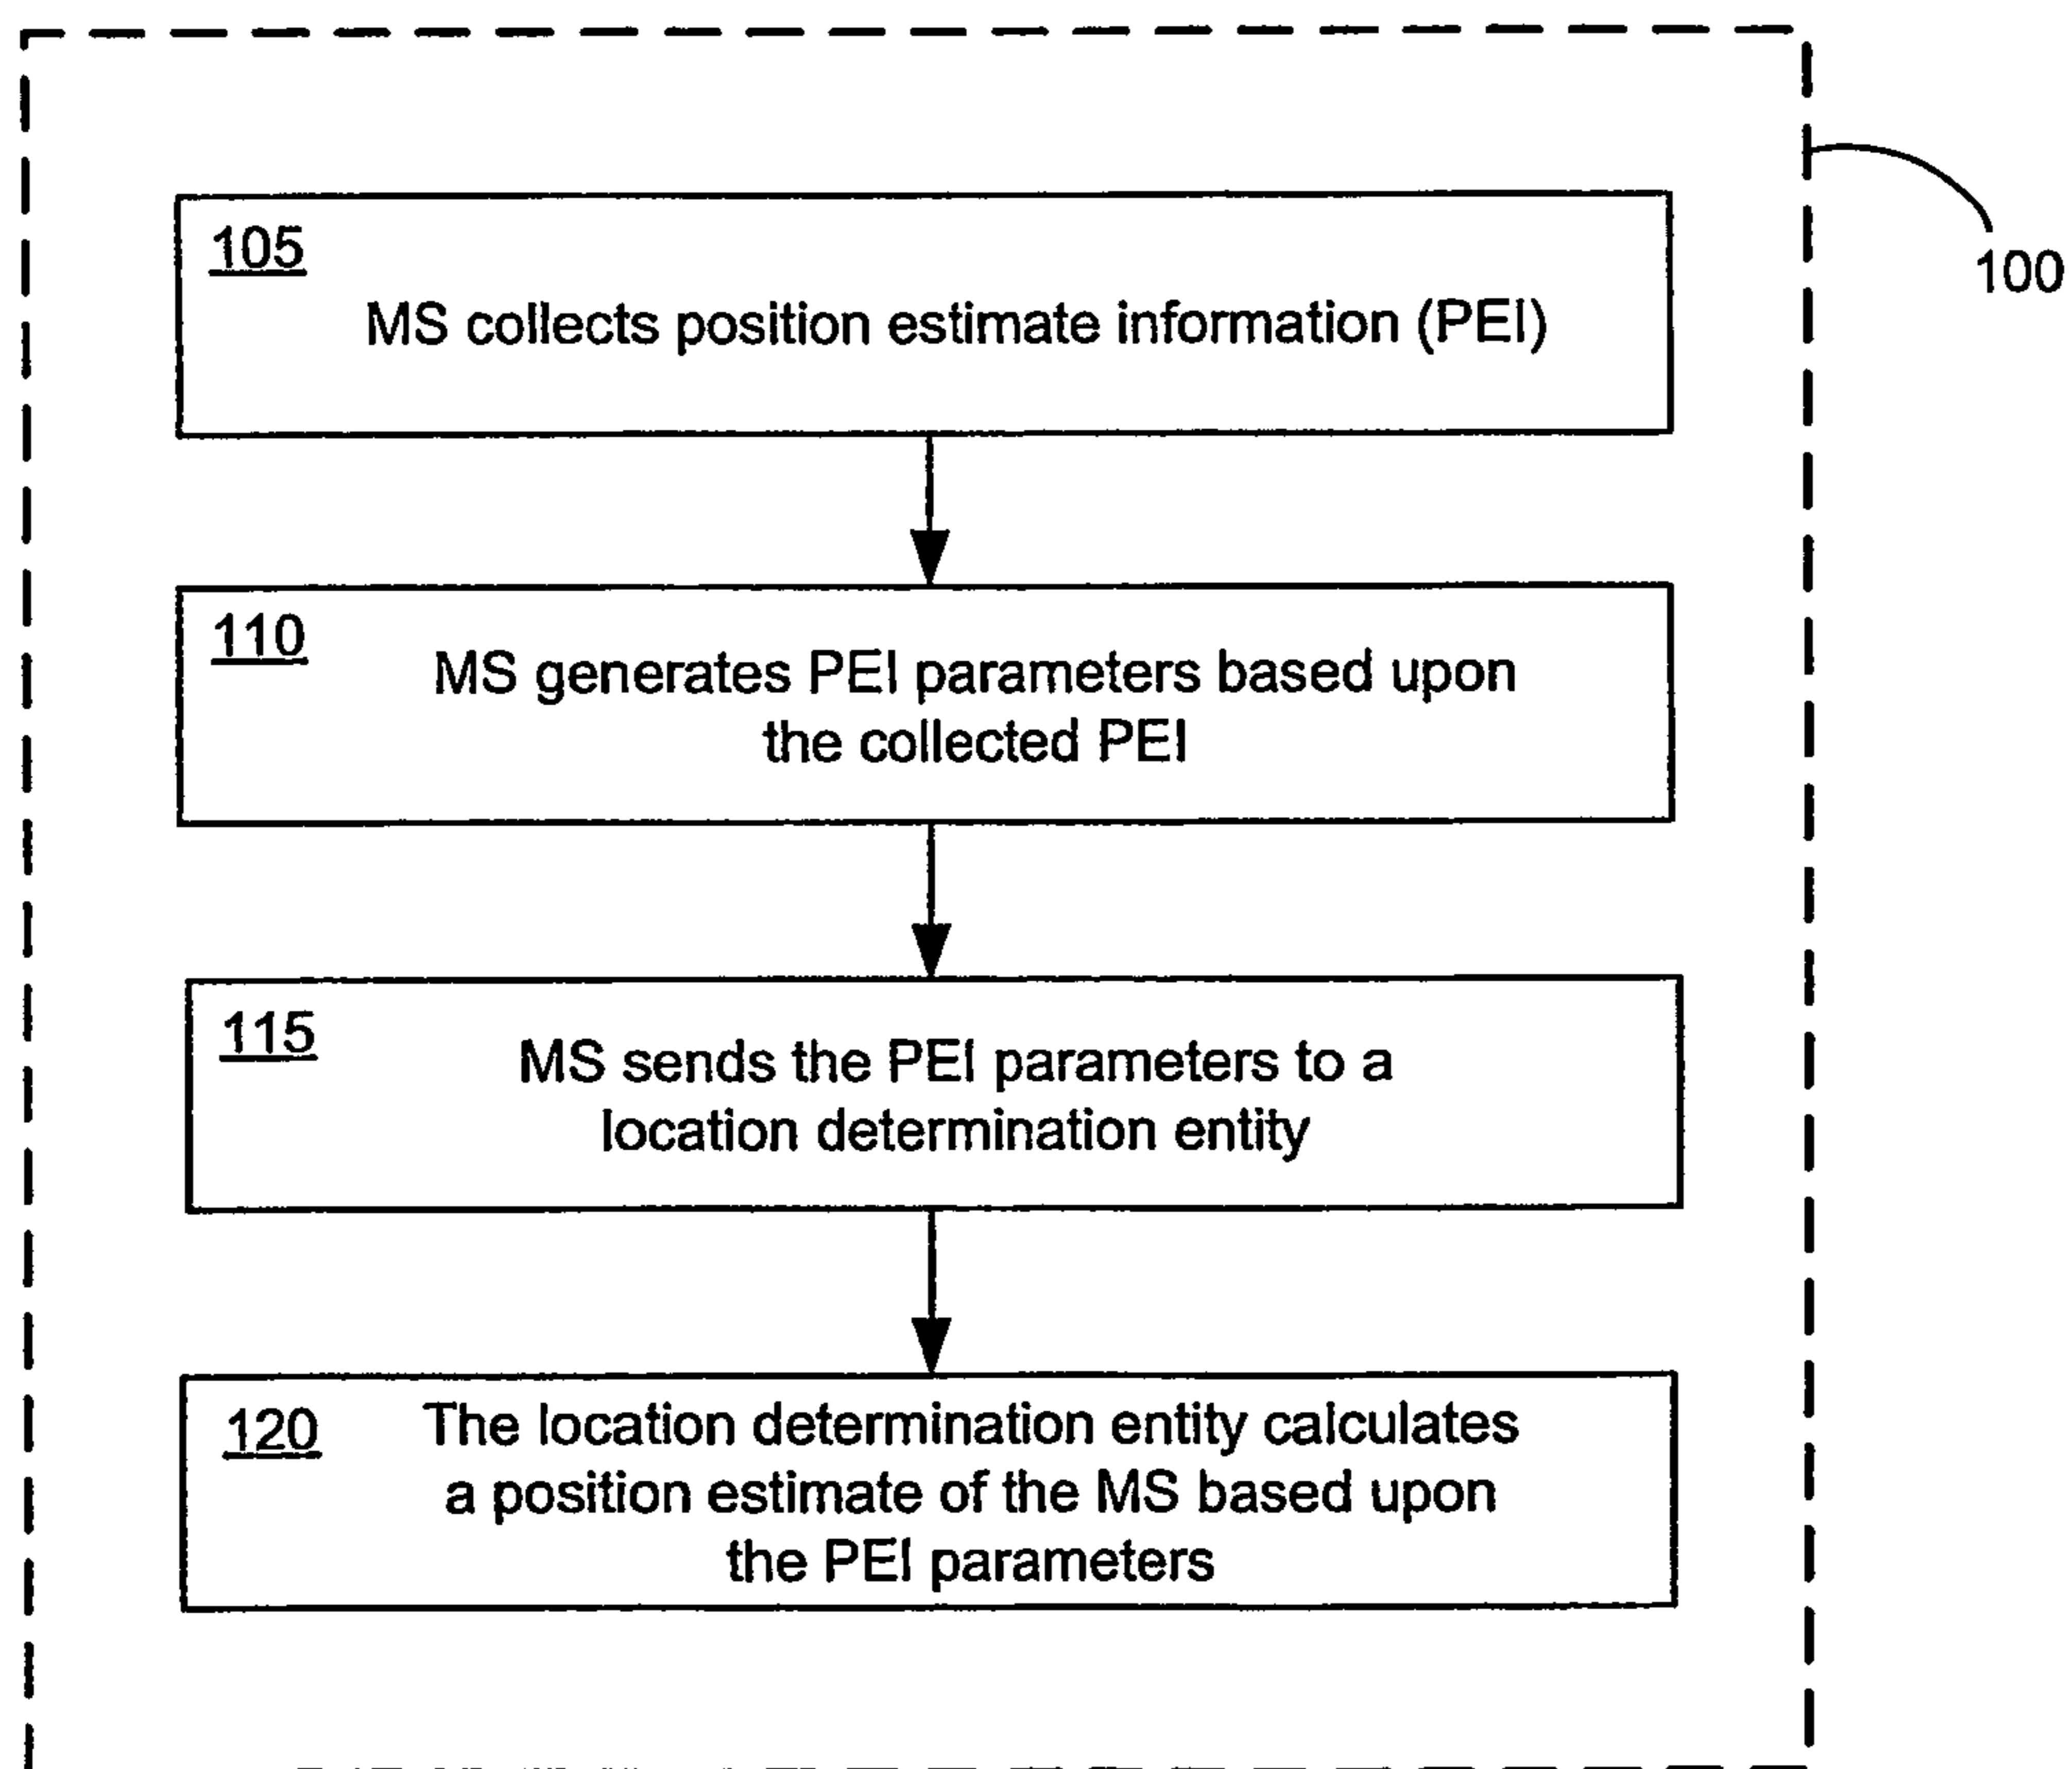 100
105
MS collects position estimate information (PEI)
110
MS generates PEI parameters based upon
the collected PEI
115
MS sends the PEI parameters to a
location determination entity
120
The location determination entity calculates
a position estimate of the MS based upon
the PEI parameters